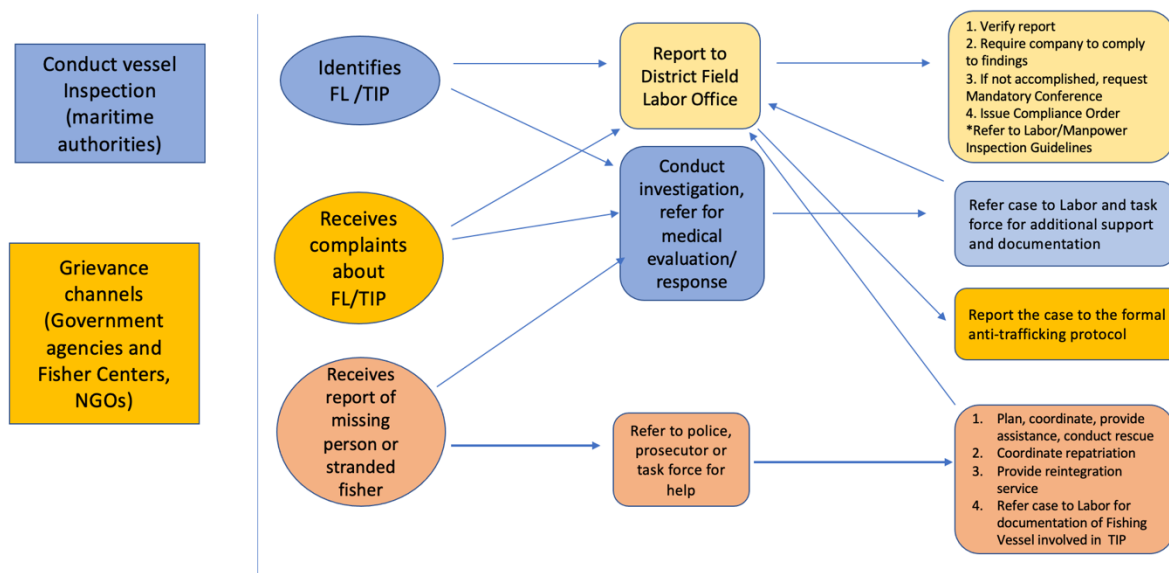 Conduct vessel
Inspection
(maritime
authorities)
Grievance
channels
(Government
agencies and
Fisher Centers,
NGOs)
Identifies
FL /TIP
Receives
complaints
about
FL/TIP
Receives
report of
missing
person or
stranded
fisher
Report to
District Field
Labor Office
Conduct
investigation,
refer for
medical
evaluation/
response
Refer to police,
prosecutor or
task force for
help
1. Verify report
2. Require company to comply
to findings
3. If not accomplished, request
Mandatory Conference
4. Issue Compliance Order
*Refer to Labor/Manpower
Inspection Guidelines
Refer case to Labor and task
force for additional support
and documentation
Report the case to the formal
anti-trafficking protocol
1. Plan, coordinate, provide
assistance, conduct rescue
2. Coordinate repatriation
3. Provide reintegration
service
4. Refer case to Labor for
documentation of Fishing
Vessel involved in TIP